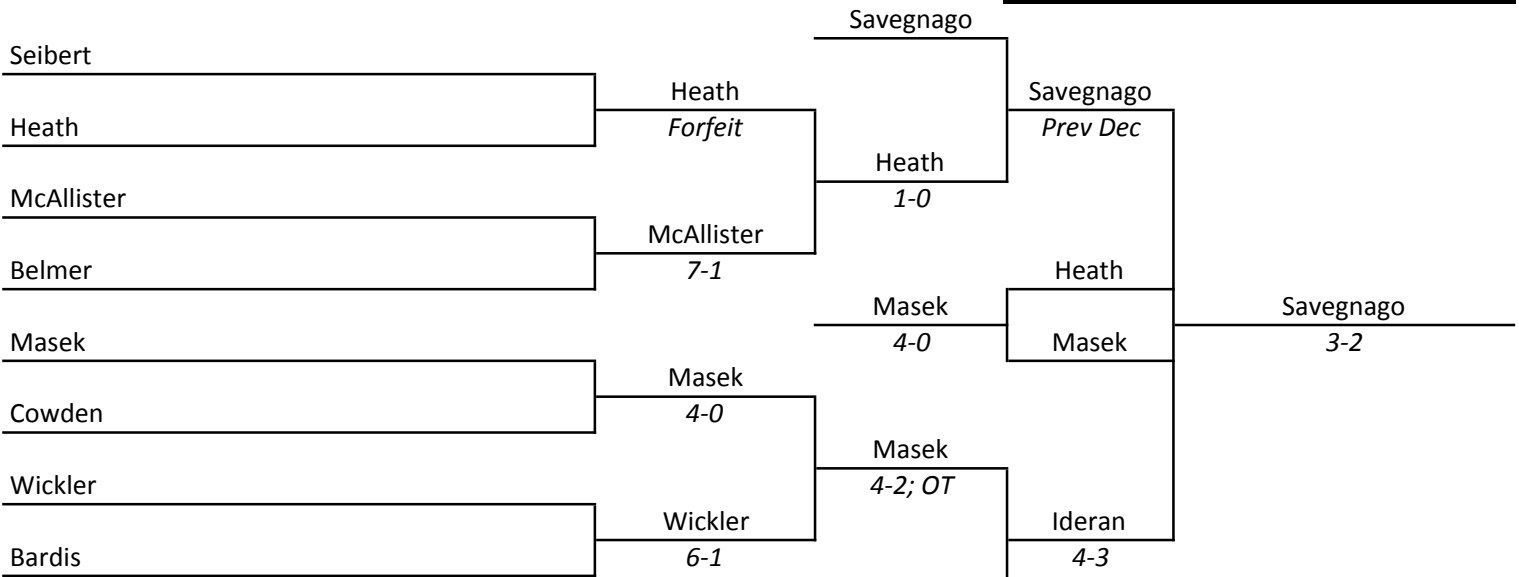 Savegnago
Seibert
Heath
Savegnago
Heath
Forfeit
Prev Dec
Heath
McAllister
1-0
McAllister
Belmer
7-1
Heath
Masek
Savegnago
Masek
4-0
Masek
3-2
Masek
Cowden
4-0
Masek
Wickler
4-2; OT
Wickler
Ideran
Bardis
6-1
4-3